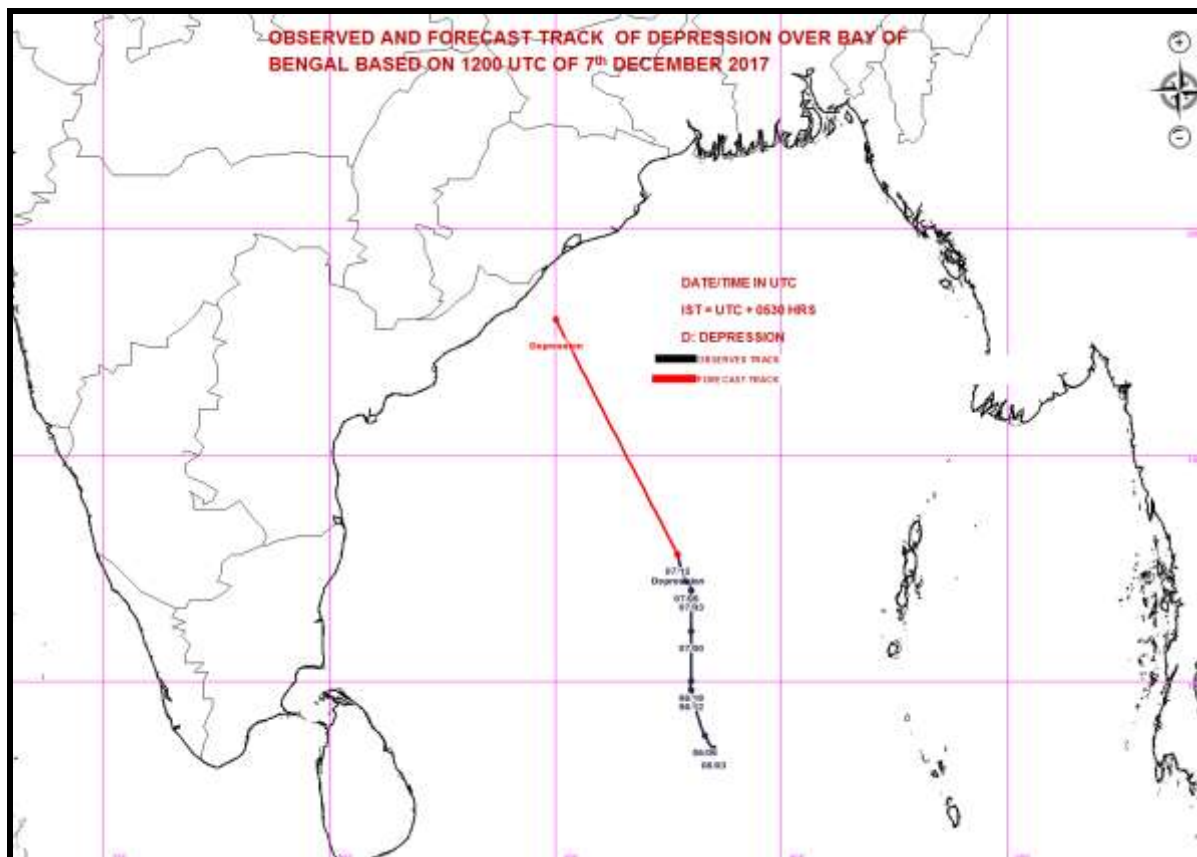 OBSERVED AND FORECAST TRACK OF DEPRESSION OVER BAY OF
BENGAL BASED ON 1200 UTC OF 7th DECEMBER 2017
DATE/TIME IN UTC
IST = UTC + 0530 HRS
D: DEPRESSION
OBSERVED TRACK
FORECAST TRACK
Depression
07/12
Depression
07/06
07/03
07/00
06/18
06/12
06/06
06/03